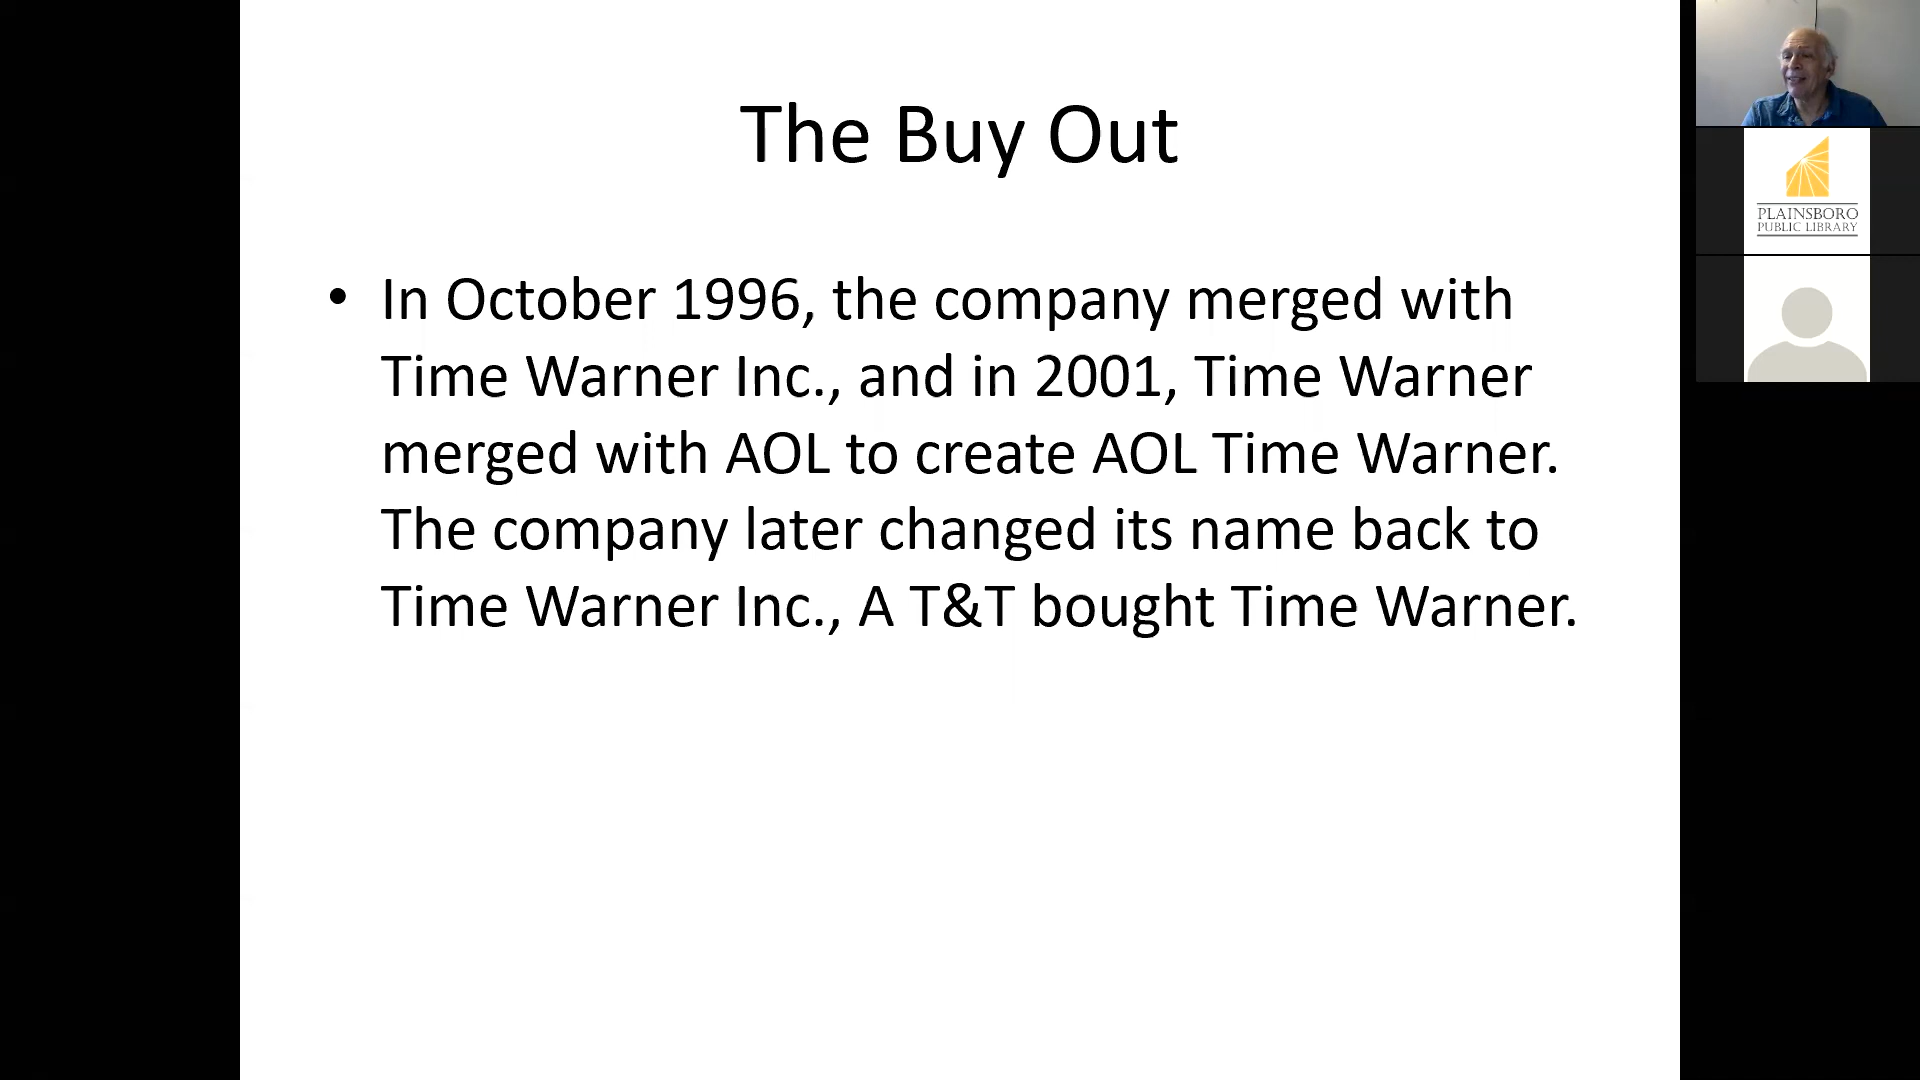 The Buy Out
• In October 1996, the company merged with
Time Warner Inc., and in 2001, Time Warner
merged with AOL to create AOL Time Warner.
The company later changed its name back to
Time Warner Inc., A T&T bought Time Warner.
PLAINSBORO
PUBLIC LIBRARY